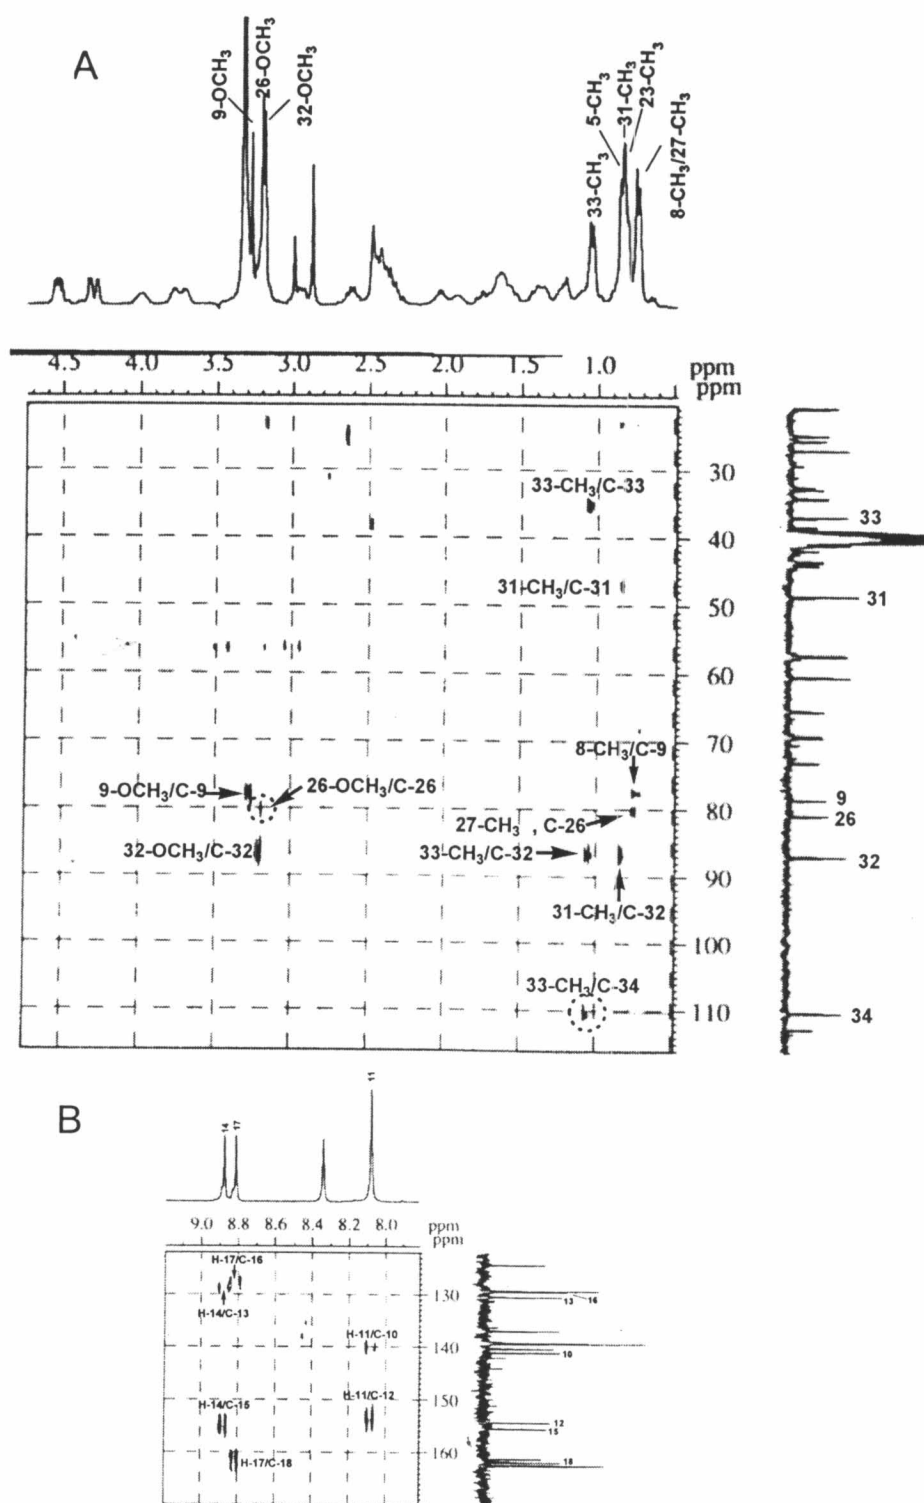 A
9-OCH3
26-OCH3
32-OCH3
33-CH3
5-CH3
31-CH3
23-CH3
8-CH3/27-CH3
4.5 4.0 3.5 3.0 2.5 2.0 1.5 1.0 ppm
ppm
30
40
50
60
70
80
90
100
110
33-CH3/C-33
31-CH3/C-31
8-CH3/C-9
9-OCH3/C-9
26-OCH3/C-26
27-CH3 , C-26
32-OCH3/C-32
33-CH3/C-32
31-CH3/C-32
33-CH3/C-34
33
31
9
26
32
34
B
14
17
11
9.0 8.8 8.6 8.4 8.2 8.0 ppm
ppm
H-17/C-16
H-14/C-13
H-11/C-10
H-14/C-15
H-11/C-12
H-17/C-18
130
140
150
160
13 16
10
12
15
18